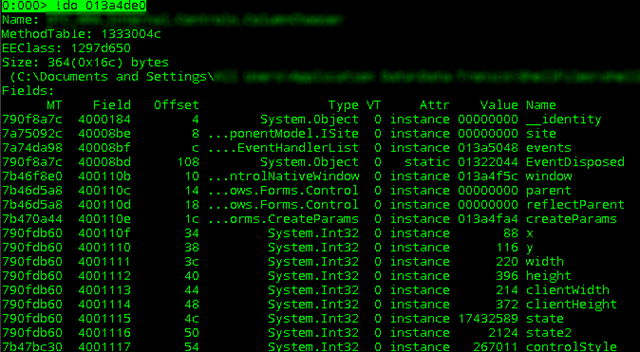 0:000> !do 013a4de0
Name:
MethodTable: 1333004c
EEClass: 1297d650
Size: 364(0x16c) bytes
(C:\Documents and Settings\
Fields:
MT Field Offset Type VT Attr Value Name
790f8a7c 4000184 4 System.Object 0 instance 00000000 __identity
7a75092c 40008be 8 ...ponentModel.ISite 0 instance 00000000 site
7a74da98 40008bf c ....EventHandlerList 0 instance 013a5048 events
790f8a7c 40008bd 108 System.Object 0 static 01322044 EventDisposed
7b46f8e0 400110b 10 ...ntrolNativeWindow 0 instance 013a4f5c window
7b46d5a8 400110c 14 ...ows.Forms.Control 0 instance 00000000 parent
7b46d5a8 400110d 18 ...ows.Forms.Control 0 instance 00000000 reflectParent
7b470a44 400110e 1c ...orms.CreateParams 0 instance 013a4fa4 createParams
790fdb60 400110f 34 System.Int32 0 instance 88 x
790fdb60 4001110 38 System.Int32 0 instance 116 y
790fdb60 4001111 3c System.Int32 0 instance 220 width
790fdb60 4001112 40 System.Int32 0 instance 396 height
790fdb60 4001113 44 System.Int32 0 instance 214 clientWidth
790fdb60 4001114 48 System.Int32 0 instance 372 clientHeight
790fdb60 4001115 4c System.Int32 0 instance 17432589 state
790fdb60 4001116 50 System.Int32 0 instance 2124 state2
7b47bc30 4001117 54 System.Int32 0 instance 267011 controlStyle